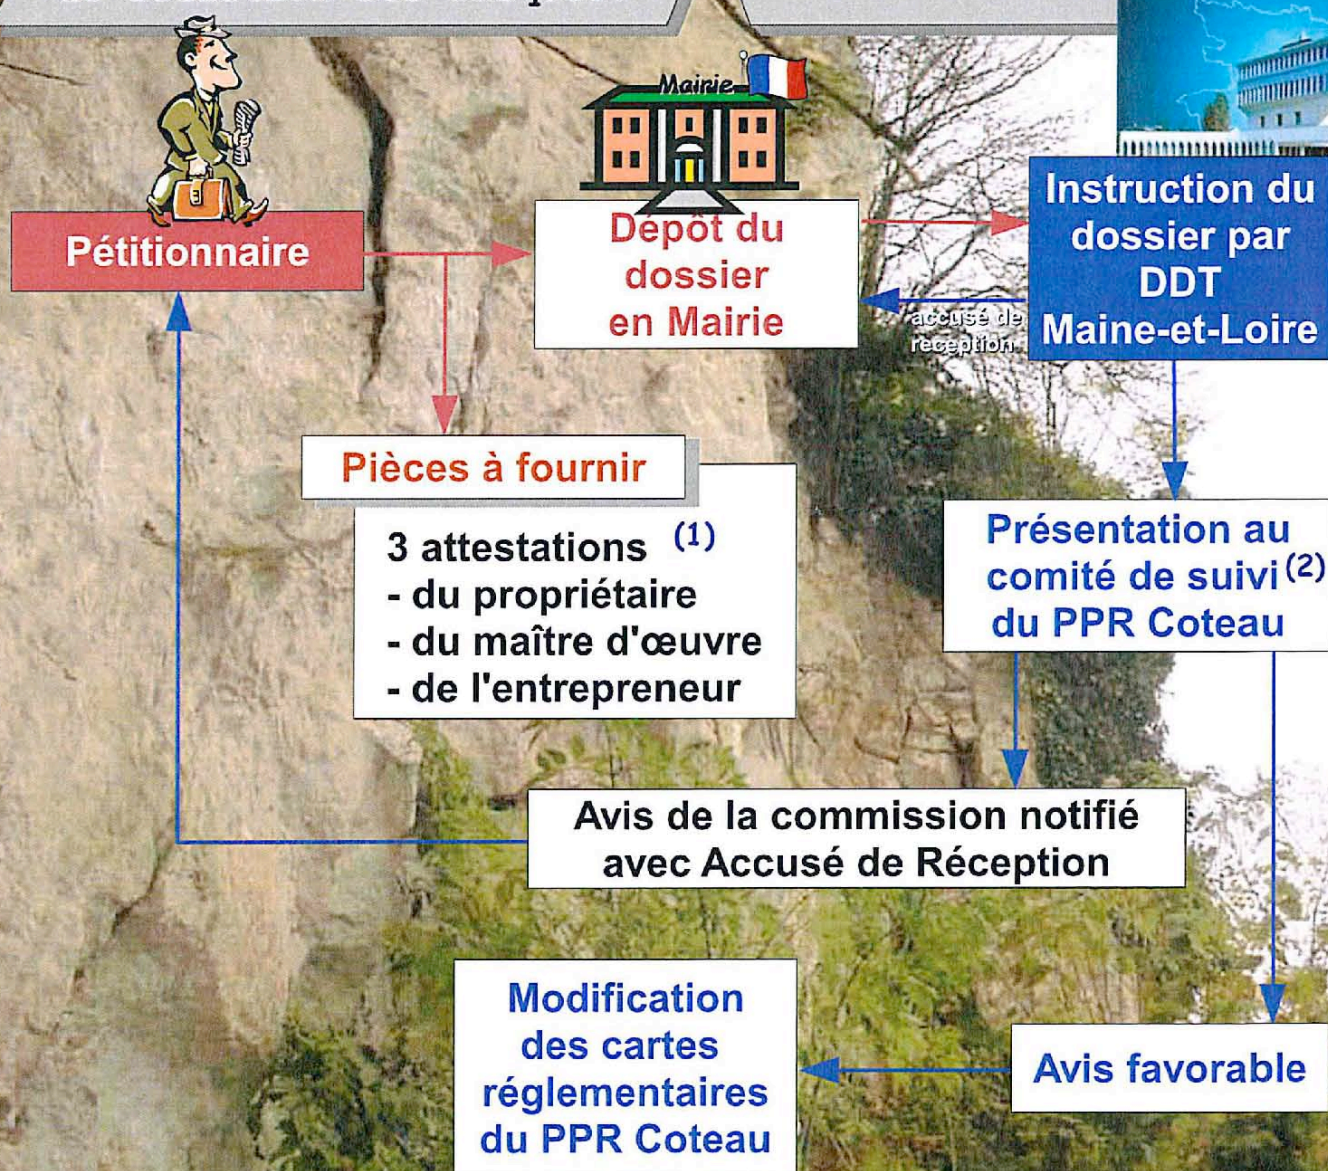 Mairie
Pétitionnaire
Dépôt du
dossier
en Mairie
Instruction du
dossier par
DDT
Maine-et-Loire
accusé de
reception
Pièces à fournir
3 attestations (1)
- du propriétaire
- du maître d'œuvre
- de l'entrepreneur
Présentation au
comité de suivi (2)
du PPR Coteau
Avis de la commission notifié
avec Accusé de Réception
Modification
des cartes
réglementaires
du PPR Coteau
Avis favorable